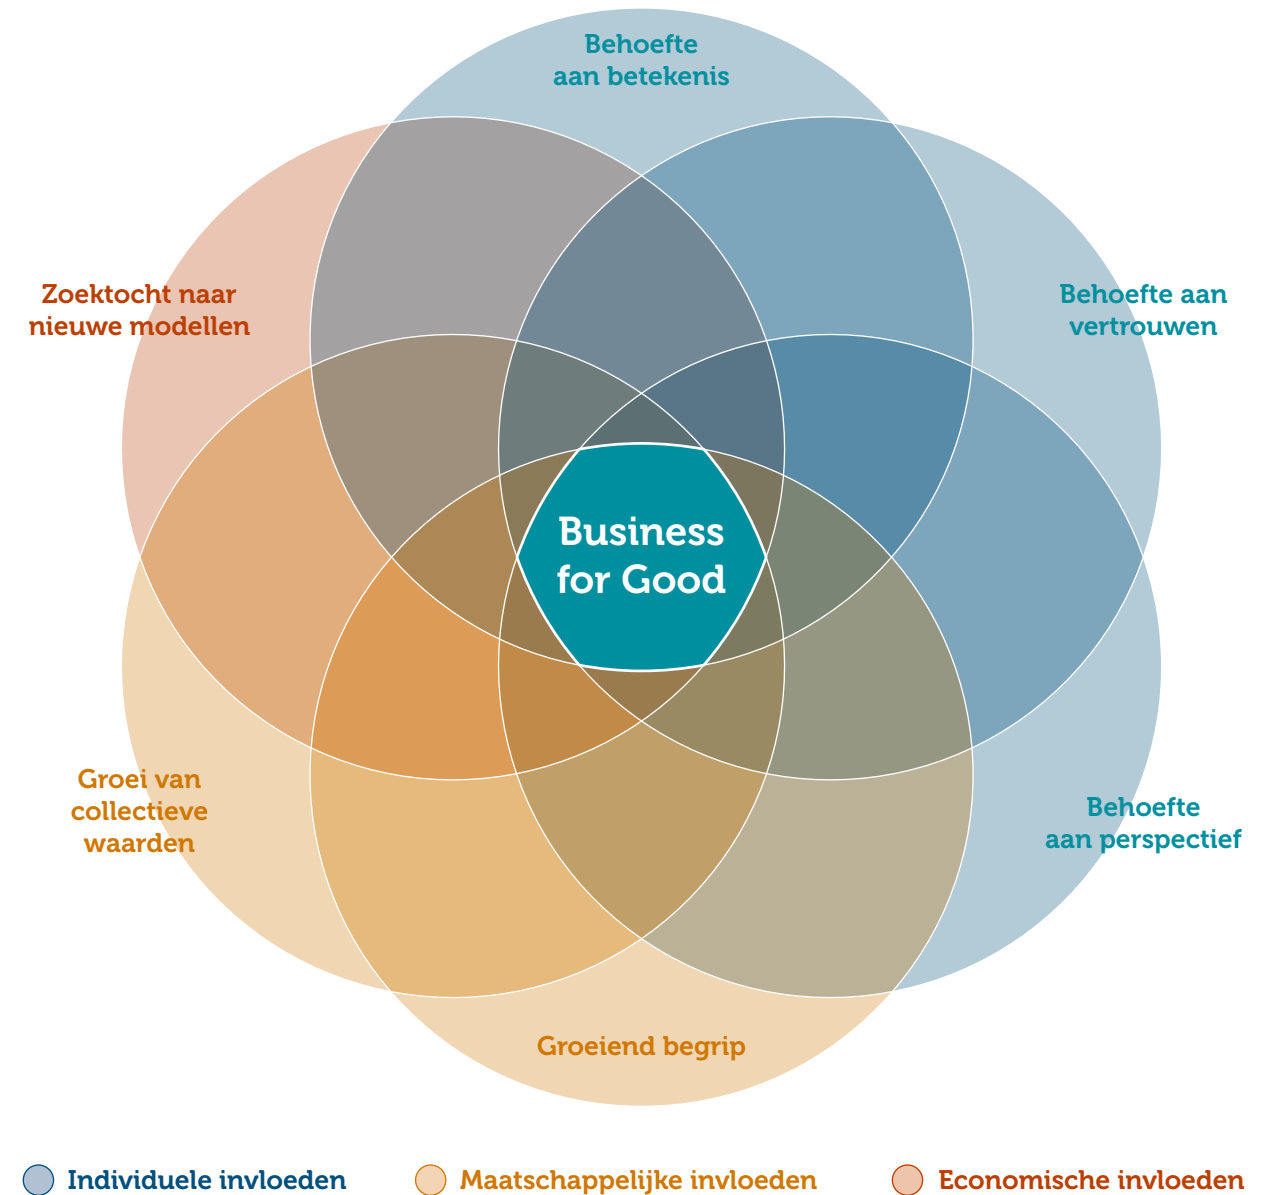 Behoefte
aan betekenis
Zoektocht naar
nieuwe modellen
Behoefte aan
vertrouwen
Business
for Good
Groei van
collectieve
waarden
Behoefte
aan perspectief
Groeiend begrip
Individuele invloeden
Maatschappelijke invloeden
Economische invloeden